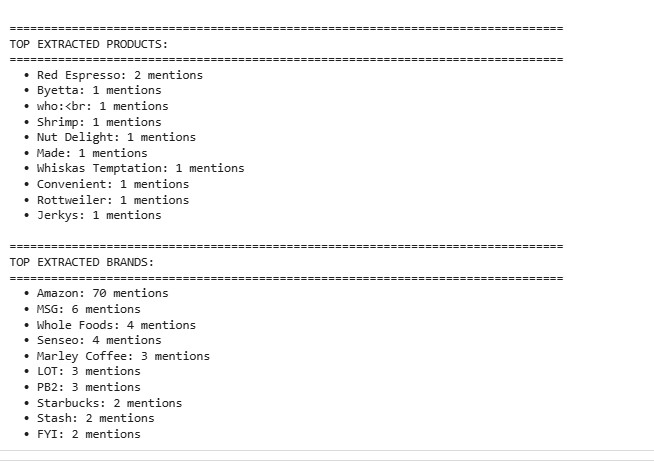 ================================================================================
TOP EXTRACTED PRODUCTS:
================================================================================
• Red Espresso: 2 mentions
• Byetta: 1 mentions
• who:<br: 1 mentions
• Shrimp: 1 mentions
• Nut Delight: 1 mentions
• Made: 1 mentions
• Whiskas Temptation: 1 mentions
• Convenient: 1 mentions
• Rottweiler: 1 mentions
• Jerkys: 1 mentions
================================================================================
TOP EXTRACTED BRANDS:
================================================================================
• Amazon: 70 mentions
• MSG: 6 mentions
• Whole Foods: 4 mentions
• Senseo: 4 mentions
• Marley Coffee: 3 mentions
• LOT: 3 mentions
• PB2: 3 mentions
• Starbucks: 2 mentions
• Stash: 2 mentions
• FYI: 2 mentions